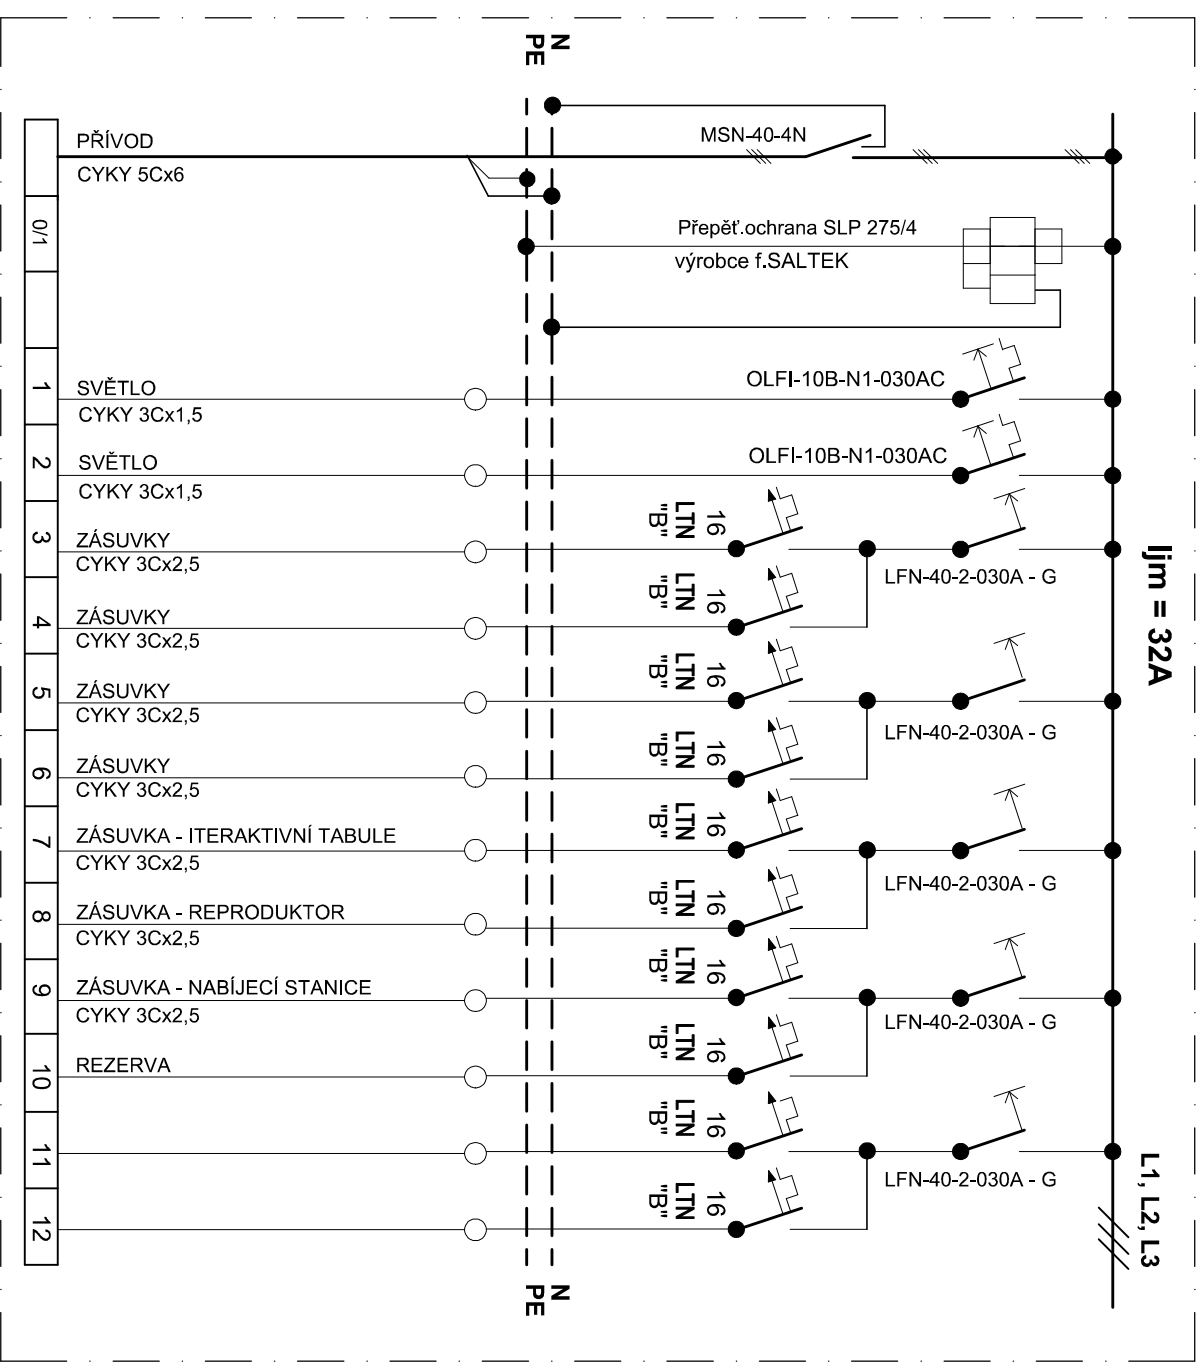 N
PE
PŘÍVOD
MSN-40-4N
CYKY 5Cx6
0/1
Přepěť.ochrana SLP 275/4
výrobce f.SALTEK
1
SVĚTLO
CYKY 3Cx1,5
OLFI-10B-N1-030AC
2
SVĚTLO
CYKY 3Cx1,5
OLFI-10B-N1-030AC
3
ZÁSUVKY
CYKY 3Cx2,5
16
LTN
"B"
LFN-40-2-030A - G
4
ZÁSUVKY
CYKY 3Cx2,5
16
LTN
"B"
Ijm = 32A
5
ZÁSUVKY
CYKY 3Cx2,5
16
LTN
"B"
LFN-40-2-030A - G
6
ZÁSUVKY
CYKY 3Cx2,5
16
LTN
"B"
7
ZÁSUVKA - ITERAKTIVNÍ TABULE
CYKY 3Cx2,5
16
LTN
"B"
LFN-40-2-030A - G
8
ZÁSUVKA - REPRODUKTOR
CYKY 3Cx2,5
16
LTN
"B"
9
ZÁSUVKA - NABÍJECÍ STANICE
CYKY 3Cx2,5
16
LTN
"B"
LFN-40-2-030A - G
10
REZERVA
16
LTN
"B"
11
16
LTN
"B"
LFN-40-2-030A - G
12
16
LTN
"B"
L1, L2, L3
N
PE